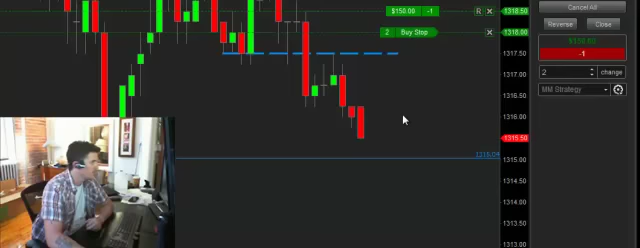 Cancel All
1318.50
$150.00 -1 R X
Reverse Close
2 Buy Stop X
1318.00
$150.00
-1
1317.50
1317.00
2 change
1316.50
MM Strategy
1316.00
1315.50
1315.00
1314.50
1314.00
1313.50
1313.00